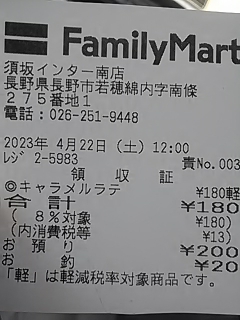 FamilyMart
須坂インター南店
長野県長野市若穂綿内字南條
275番地1
電話：026-251-9448
2023年 4月22日（土）12:00
レジ 2-5983 責No.003
領 収 証
◎キャラメルラテ ¥180軽
合 計 ¥180
( 8%対象 ¥180)
(内消費税等 ¥13)
お 預 り ¥200
お 釣 ¥20
「軽」は軽減税率対象商品です。